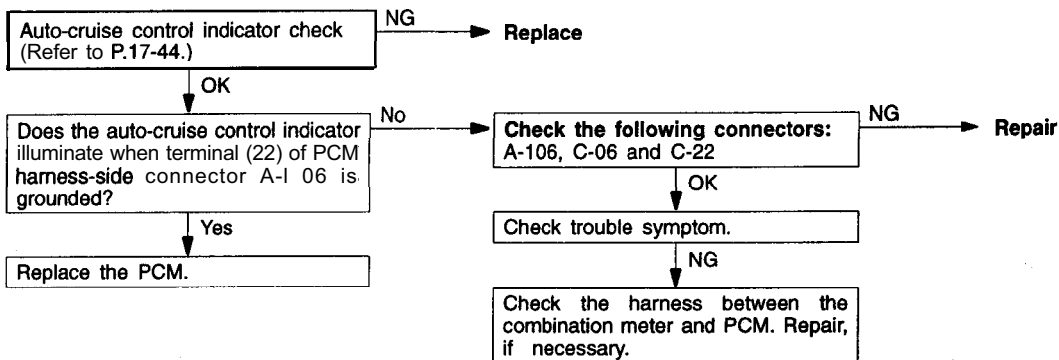 Auto-cruise control indicator check
(Refer to P.17-44.)
NG
Replace
OK
Does the auto-cruise control indicator
illuminate when terminal (22) of PCM
harness-side connector A-I 06 is
grounded?
No
Check the following connectors:
A-106, C-06 and C-22
NG
Repair
OK
Yes
Check trouble symptom.
Replace the PCM.
NG
Check the harness between the
combination meter and PCM. Repair,
if necessary.